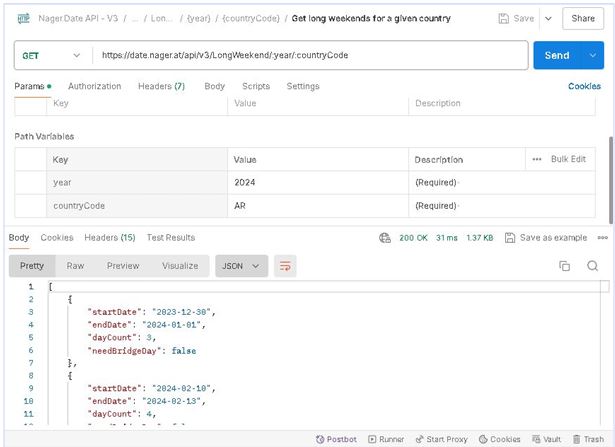 HTTP Nager.Date API - V3 / ... / Lon... / {year} / {countryCode} / Get long weekends for a given country Save Share
GET https://date.nager.at/api/v3/LongWeekend/:year/:countryCode Send
Params Authorization Headers (7) Body Scripts Settings Cookies
Key Value Description
Path Variables
Key Value Description ••• Bulk Edit
year 2024 (Required)
countryCode AR (Required)
Body Cookies Headers (15) Test Results 200 OK 31 ms 1.37 KB Save as example •••
Pretty Raw Preview Visualize JSON
1 [
2 {
3 "startDate": "2023-12-30",
4 "endDate": "2024-01-01",
5 "dayCount": 3,
6 "needBridgeDay": false
7 },
8 {
9 "startDate": "2024-02-10",
10 "endDate": "2024-02-13",
11 "dayCount": 4,
Postbot Runner Start Proxy Cookies Vault Trash